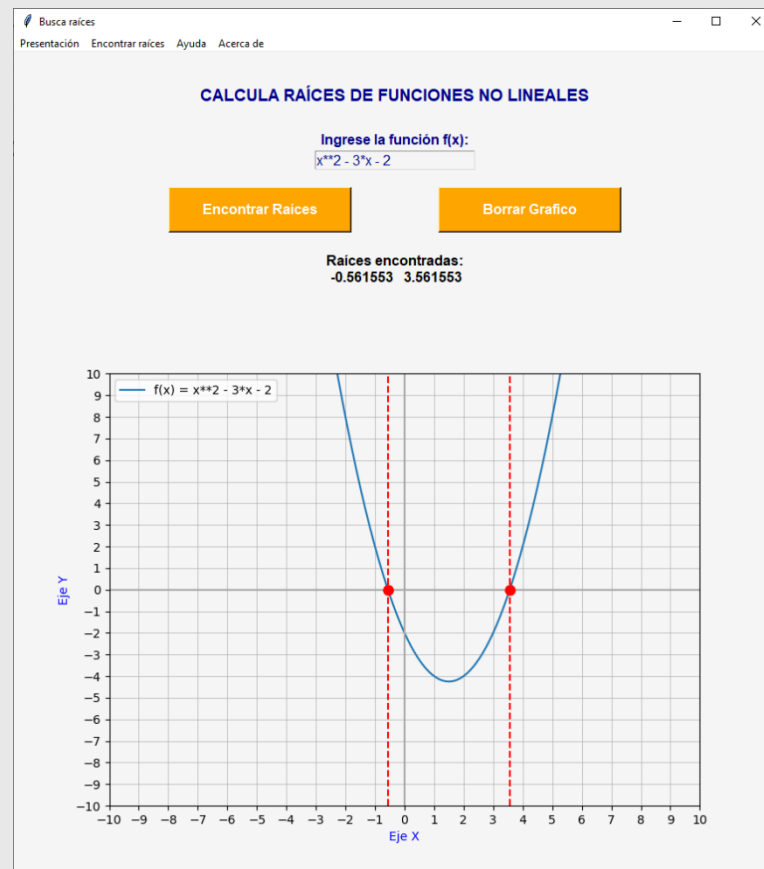 Busca raíces
Presentación Encontrar raíces Ayuda Acerca de
CALCULA RAÍCES DE FUNCIONES NO LINEALES
Ingrese la función f(x):
x**2 - 3*x - 2
Encontrar Raices Borrar Grafico
Raíces encontradas:
-0.561553 3.561553
f(x) = x**2 - 3*x - 2
10
9
8
7
6
5
4
3
2
1
0
−1
−2
−3
−4
−5
−6
−7
−8
−9
−10
Eje Y
−10 −9 −8 −7 −6 −5 −4 −3 −2 −1 0 1 2 3 4 5 6 7 8 9 10
Eje X